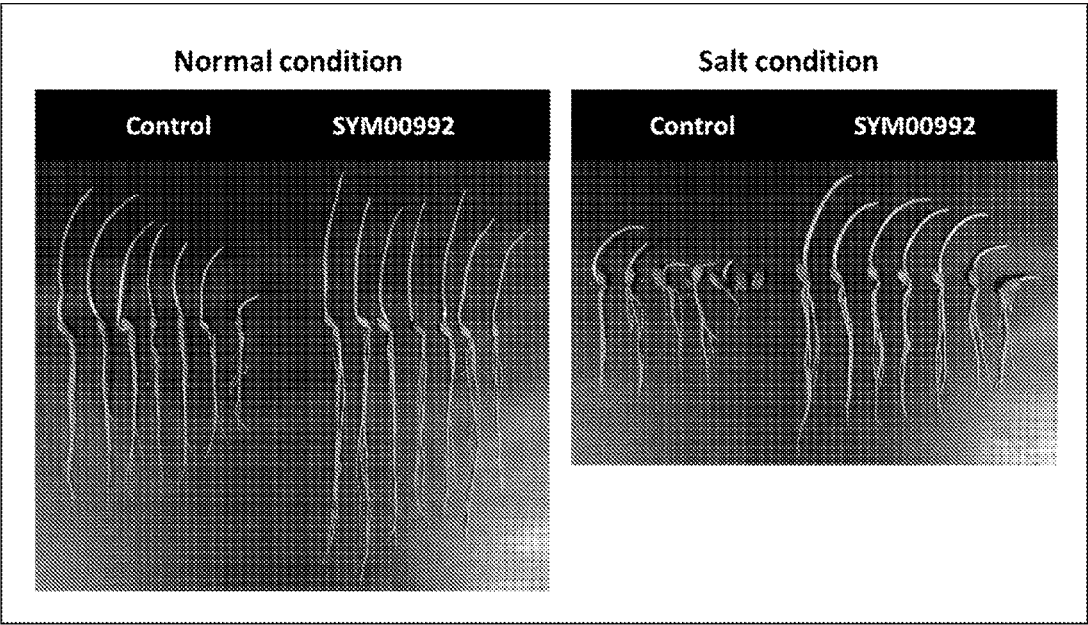 Normal condition
Salt condition
Control
SYM00992
Control
SYM00992